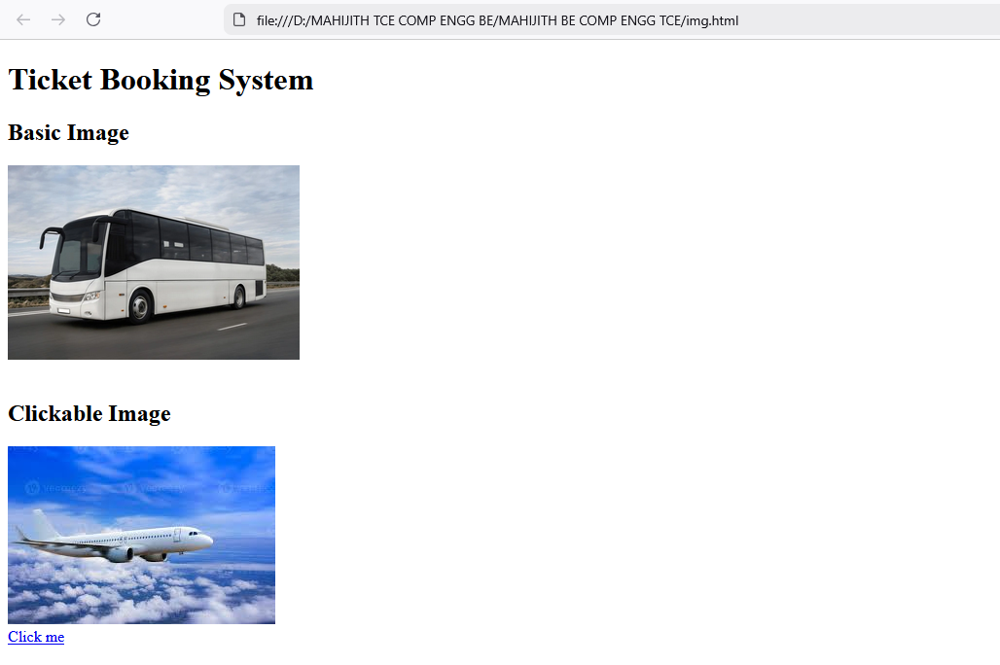 file:///D:/MAHIJITH TCE COMP ENGG BE/MAHIJITH BE COMP ENGG TCE/img.html
Ticket Booking System
Basic Image
Clickable Image
Click me